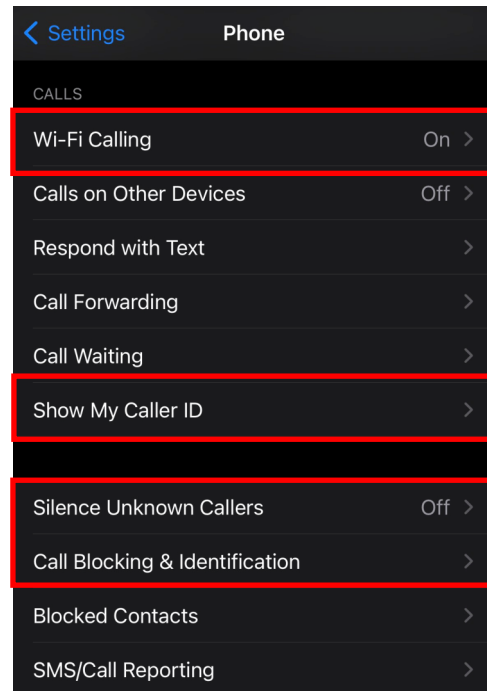 Settings Phone
CALLS
Wi-Fi Calling On
Calls on Other Devices Off
Respond with Text
Call Forwarding
Call Waiting
Show My Caller ID
Silence Unknown Callers Off
Call Blocking & Identification
Blocked Contacts
SMS/Call Reporting